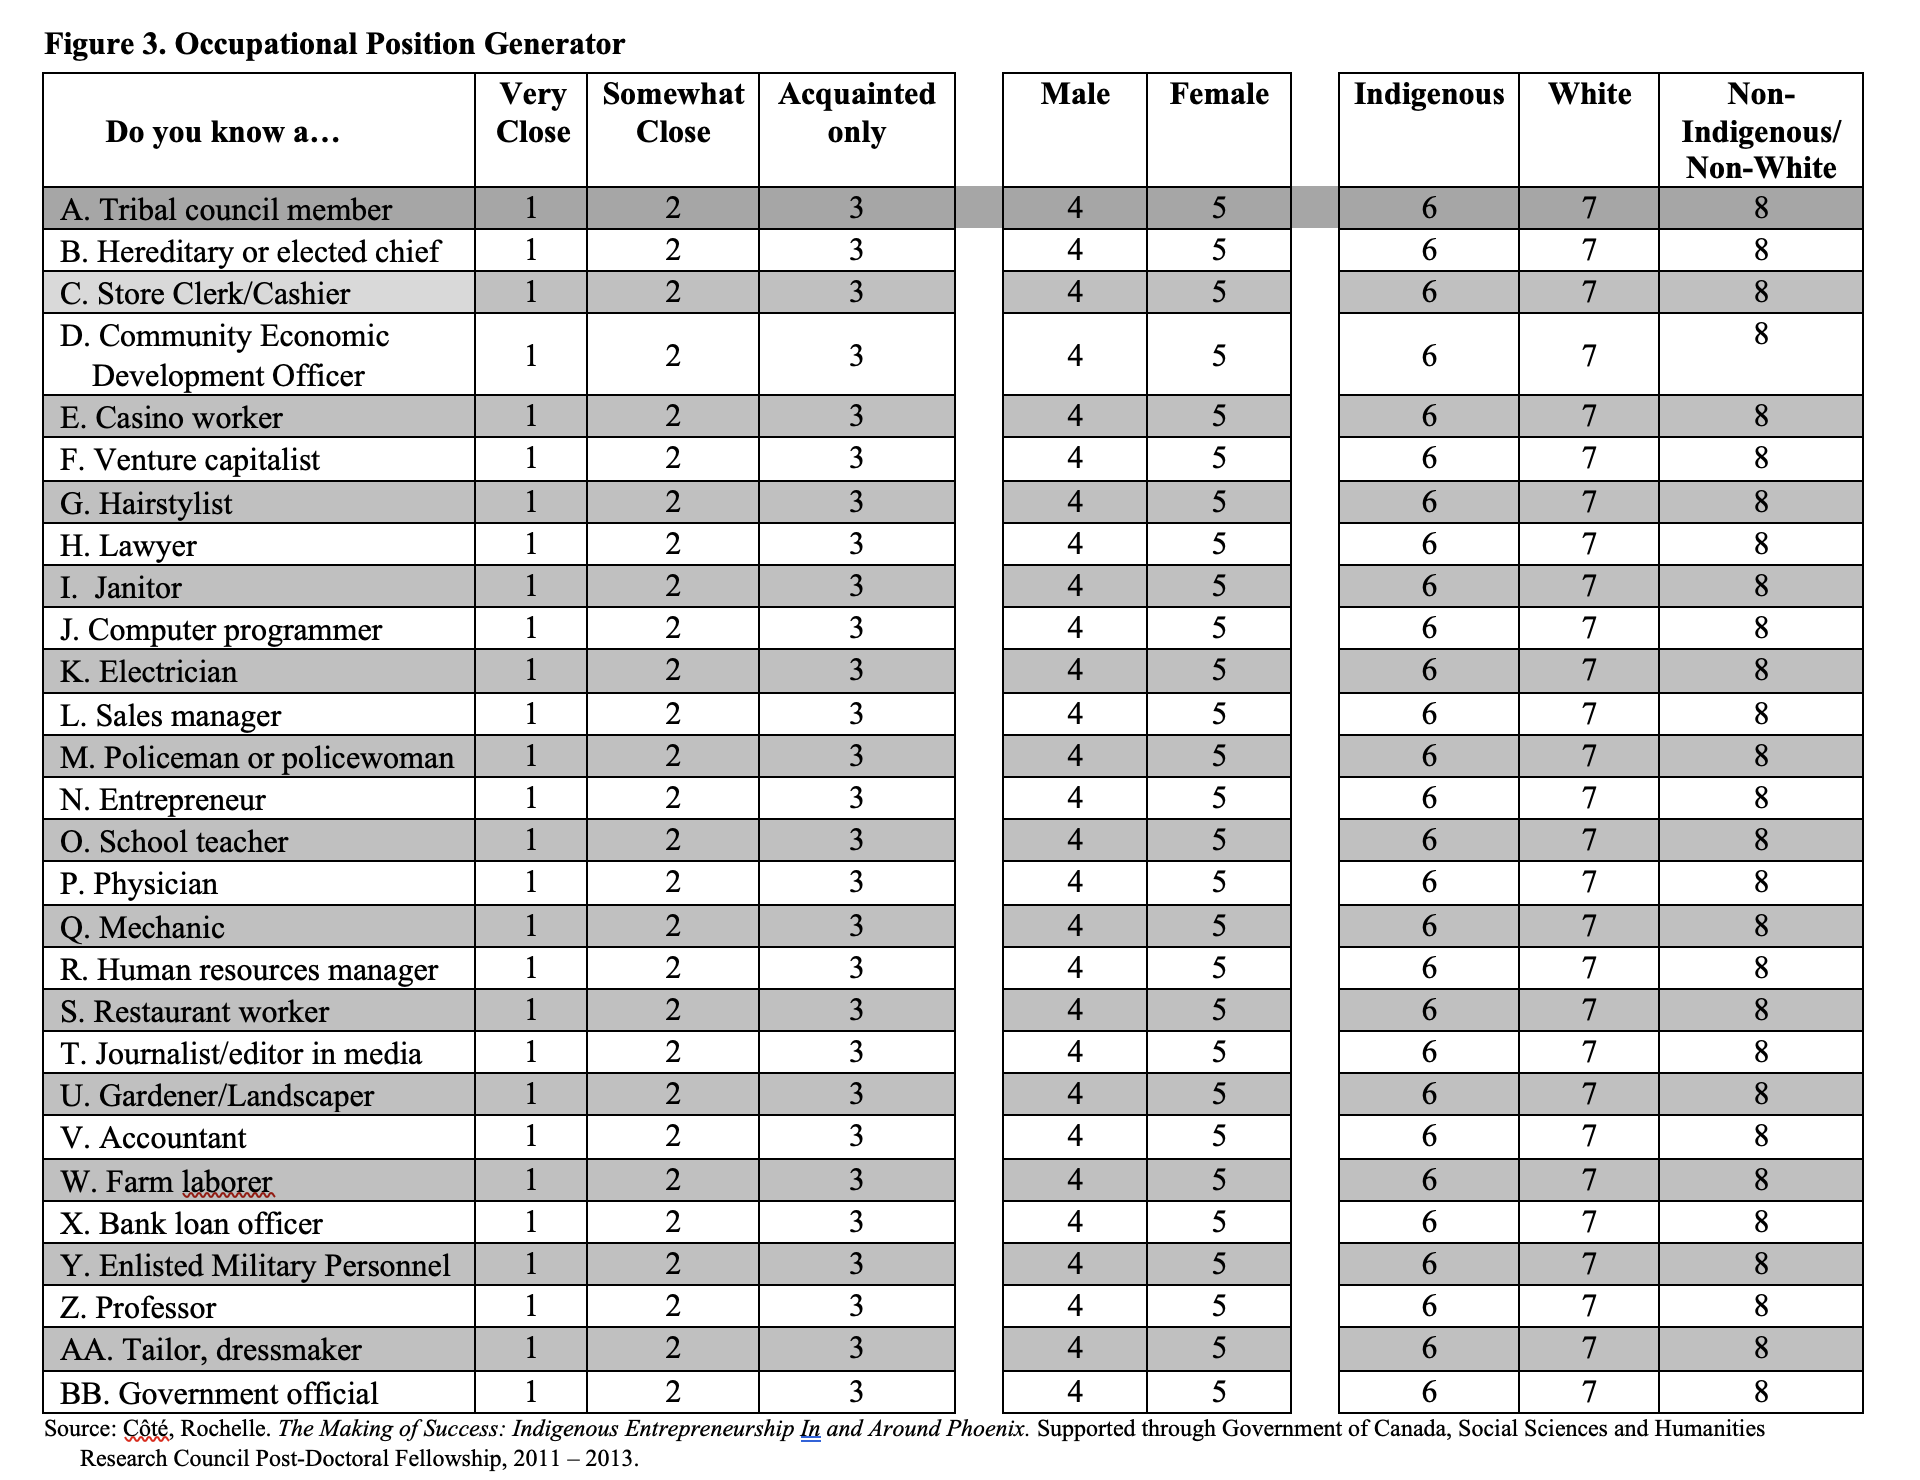 Figure 3. Occupational Position Generator
Do you know a… Very Close Somewhat Close Acquainted only Male Female Indigenous White Non-Indigenous/ Non-White
A. Tribal council member 1 2 3 4 5 6 7 8
B. Hereditary or elected chief 1 2 3 4 5 6 7 8
C. Store Clerk/Cashier 1 2 3 4 5 6 7 8
D. Community Economic
Development Officer 1 2 3 4 5 6 7 8
E. Casino worker 1 2 3 4 5 6 7 8
F. Venture capitalist 1 2 3 4 5 6 7 8
G. Hairstylist 1 2 3 4 5 6 7 8
H. Lawyer 1 2 3 4 5 6 7 8
I. Janitor 1 2 3 4 5 6 7 8
J. Computer programmer 1 2 3 4 5 6 7 8
K. Electrician 1 2 3 4 5 6 7 8
L. Sales manager 1 2 3 4 5 6 7 8
M. Policeman or policewoman 1 2 3 4 5 6 7 8
N. Entrepreneur 1 2 3 4 5 6 7 8
O. School teacher 1 2 3 4 5 6 7 8
P. Physician 1 2 3 4 5 6 7 8
Q. Mechanic 1 2 3 4 5 6 7 8
R. Human resources manager 1 2 3 4 5 6 7 8
S. Restaurant worker 1 2 3 4 5 6 7 8
T. Journalist/editor in media 1 2 3 4 5 6 7 8
U. Gardener/Landscaper 1 2 3 4 5 6 7 8
V. Accountant 1 2 3 4 5 6 7 8
W. Farm laborer 1 2 3 4 5 6 7 8
X. Bank loan officer 1 2 3 4 5 6 7 8
Y. Enlisted Military Personnel 1 2 3 4 5 6 7 8
Z. Professor 1 2 3 4 5 6 7 8
AA. Tailor, dressmaker 1 2 3 4 5 6 7 8
BB. Government official 1 2 3 4 5 6 7 8
Source: Côté, Rochelle. The Making of Success: Indigenous Entrepreneurship In and Around Phoenix. Supported through Government of Canada, Social Sciences and Humanities
Research Council Post-Doctoral Fellowship, 2011 – 2013.